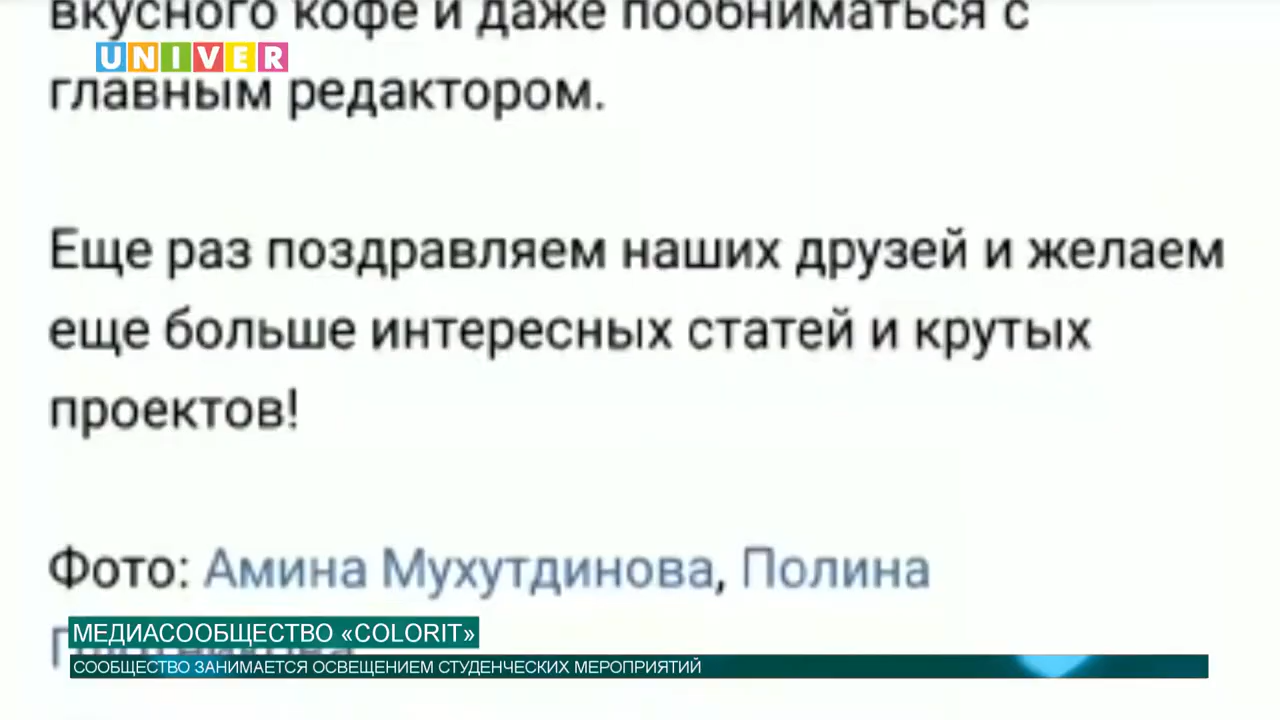 вкусного кофе и даже пообниматься с
UNIVER
главным редактором.
Еще раз поздравляем наших друзей и желаем
еще больше интересных статей и крутых
проектов!
Фото: Амина Мухутдинова, Полина
МЕДИАСООБЩЕСТВО «COLORIT»
СООБЩЕСТВО ЗАНИМАЕТСЯ ОСВЕЩЕНИЕМ СТУДЕНЧЕСКИХ МЕРОПРИЯТИЙ